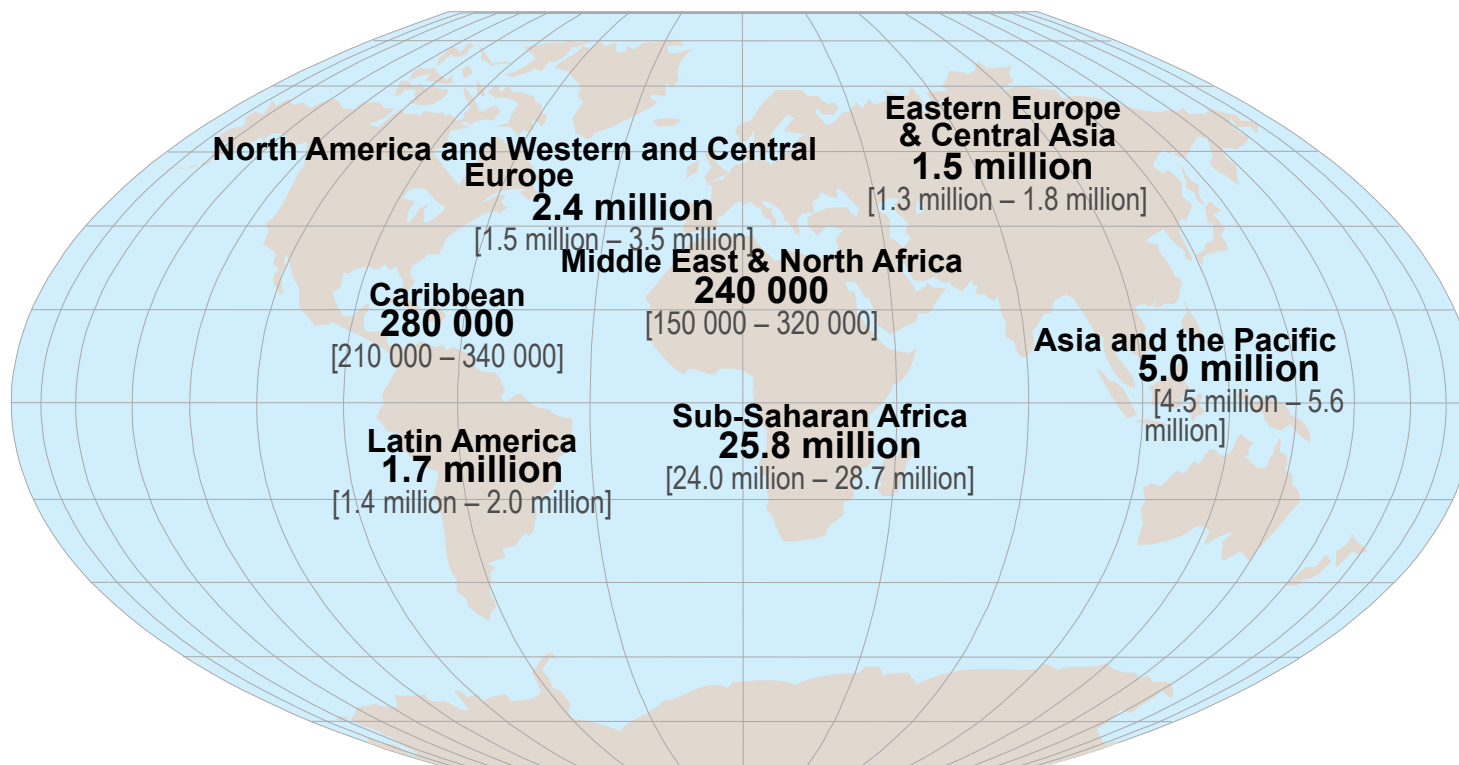 Eastern Europe
& Central Asia
1.5 million
[1.3 million – 1.8 million]
North America and Western and Central
Europe
2.4 million
[1.5 million – 3.5 million]
Middle East & North Africa
240 000
[150 000 – 320 000]
Caribbean
280 000
[210 000 – 340 000]
Asia and the Pacific
5.0 million
[4.5 million – 5.6
million]
Sub-Saharan Africa
25.8 million
[24.0 million – 28.7 million]
Latin America
1.7 million
[1.4 million – 2.0 million]